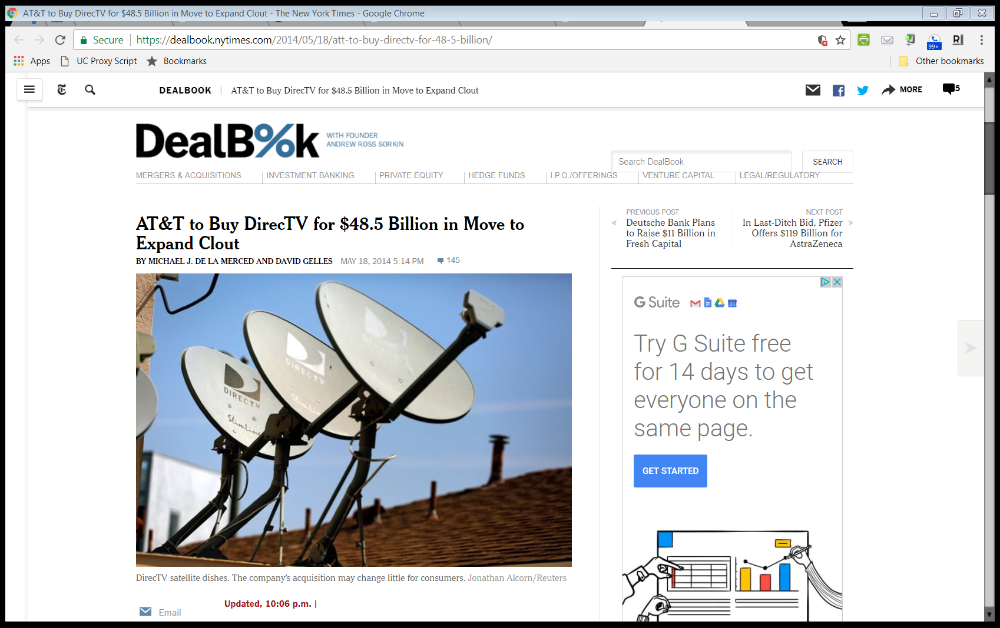 AT&T to Buy DirecTV for $48.5 Billion in Move to Expand Clout - The New York Times - Google Chrome
Secure https://dealbook.nytimes.com/2014/05/18/att-to-buy-directv-for-48-5-billion/
99+
R
Apps UC Proxy Script Bookmarks Other bookmarks
DEALBOOK | AT&T to Buy DirecTV for $48.5 Billion in Move to Expand Clout
MORE
5
DealB%k
WITH FOUNDER
ANDREW ROSS SORKIN
Search DealBook
SEARCH
MERGERS & ACQUISITIONS INVESTMENT BANKING PRIVATE EQUITY HEDGE FUNDS I.P.O./OFFERINGS VENTURE CAPITAL LEGAL/REGULATORY
AT&T to Buy DirecTV for $48.5 Billion in Move to
Expand Clout
BY MICHAEL J. DE LA MERCED AND DAVID GELLES MAY 18, 2014 5:14 PM 145
DIRECTV
SlimLine
DIRECTV
SlimLine
DirecTV satellite dishes. The company's acquisition may change little for consumers. Jonathan Alcorn/Reuters
Email
Updated, 10:06 p.m. |
PREVIOUS POST
Deutsche Bank Plans
to Raise $11 Billion in
Fresh Capital
NEXT POST
In Last-Ditch Bid, Pfizer
Offers $119 Billion for
AstraZeneca
G Suite
31
Try G Suite free
for 14 days to get
everyone on the
same page.
GET STARTED